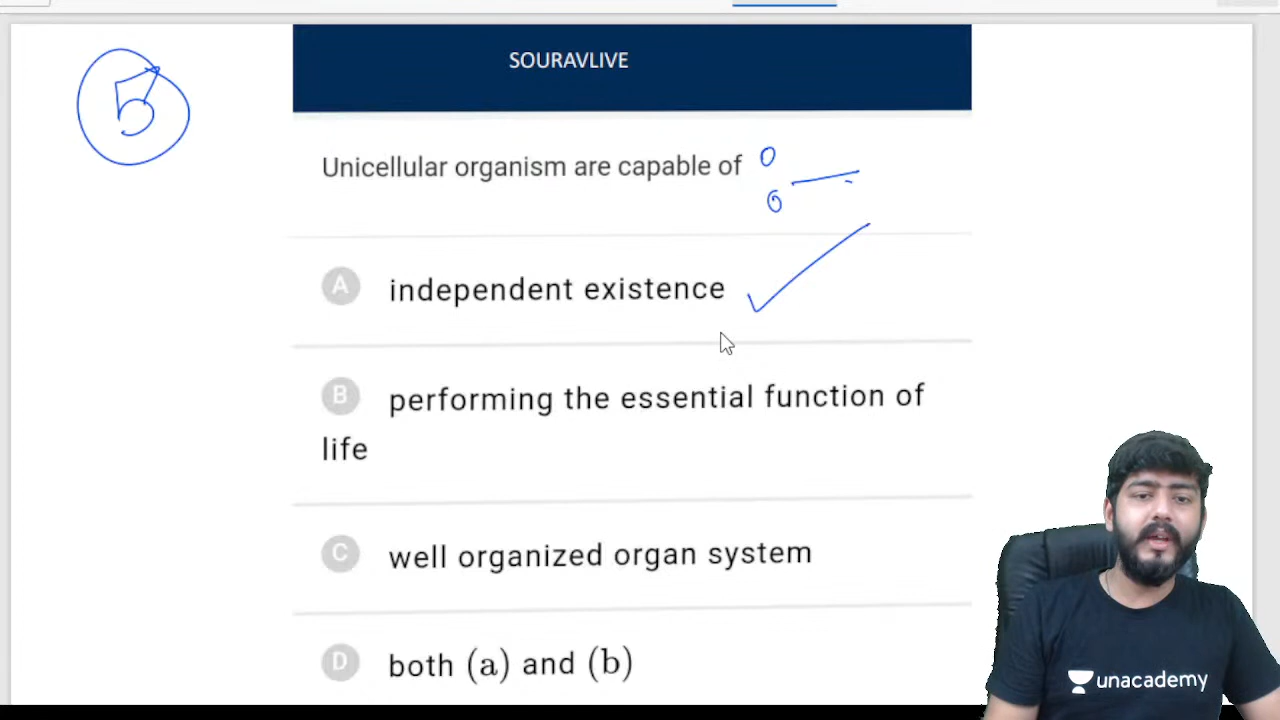 SOURAVLIVE
5
Unicellular organism are capable of
A independent existence
B performing the essential function of
life
C well organized organ system
D both (a) and (b)
unacademy